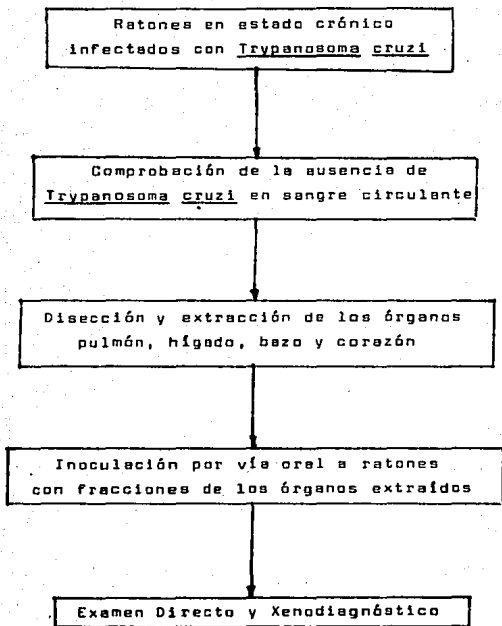 Ratones en estado crónico
infectados con Trypanosoma cruzi
Comprobación de la ausencia de
Trypanosoma cruzi en sangre circulante
Disección y extracción de los órganos
pulmón, hígado, bazo y corazón
Inoculación por vía oral a ratones
con fracciones de los órganos extraídos
Examen Directo y Xenodiagnóstico